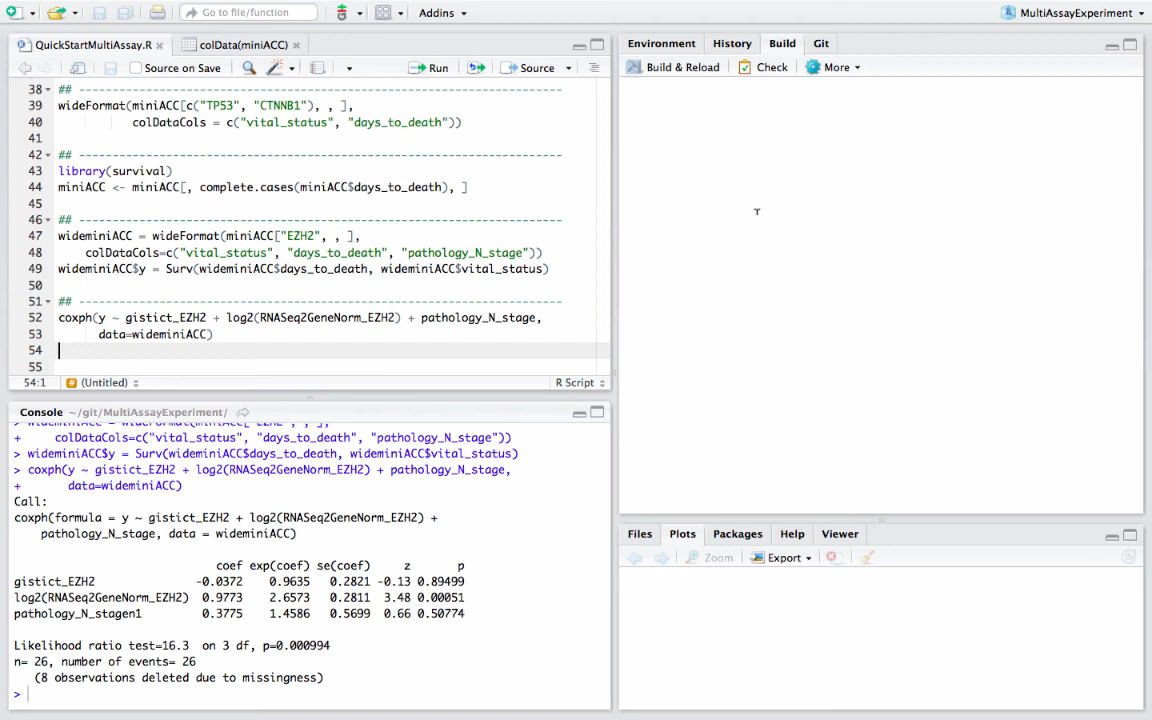 Go to file/function
Addins
MultiAssayExperiment
QuickStartMultiAssay.R
colData(miniACC)
Source on Save
Run
Source
38 ## ------------------------------------------------------------------------
39 wideFormat(miniACC[c("TP53", "CTNNB1"), , ],
40 colDataCols = c("vital_status", "days_to_death"))
41
42 ## ------------------------------------------------------------------------
43 library(survival)
44 miniACC <- miniACC[, complete.cases(miniACC$days_to_death), ]
45
46 ## ------------------------------------------------------------------------
47 wideminiACC = wideFormat(miniACC["EZH2", , ],
48 colDataCols=c("vital_status", "days_to_death", "pathology_N_stage"))
49 wideminiACC$y = Surv(wideminiACC$days_to_death, wideminiACC$vital_status)
50
51 ## ------------------------------------------------------------------------
52 coxph(y ~ gistict_EZH2 + log2(RNASeq2GeneNorm_EZH2) + pathology_N_stage,
53 data=wideminiACC)
54
55
54:1
(Untitled)
R Script
Console ~/git/MultiAssayExperiment/
> wideminiACC = wideFormat(miniACC["EZH2", , ],
+ colDataCols=c("vital_status", "days_to_death", "pathology_N_stage"))
> wideminiACC$y = Surv(wideminiACC$days_to_death, wideminiACC$vital_status)
> coxph(y ~ gistict_EZH2 + log2(RNASeq2GeneNorm_EZH2) + pathology_N_stage,
+ data=wideminiACC)
Call:
coxph(formula = y ~ gistict_EZH2 + log2(RNASeq2GeneNorm_EZH2) +
pathology_N_stage, data = wideminiACC)
coef exp(coef) se(coef) z p
gistict_EZH2 -0.0372 0.9635 0.2821 -0.13 0.89499
log2(RNASeq2GeneNorm_EZH2) 0.9773 2.6573 0.2811 3.48 0.00051
pathology_N_stagen1 0.3775 1.4586 0.5699 0.66 0.50774
Likelihood ratio test=16.3 on 3 df, p=0.000994
n= 26, number of events= 26
(8 observations deleted due to missingness)
>
Environment
History
Build
Git
Build & Reload
Check
More
Files
Plots
Packages
Help
Viewer
Zoom
Export